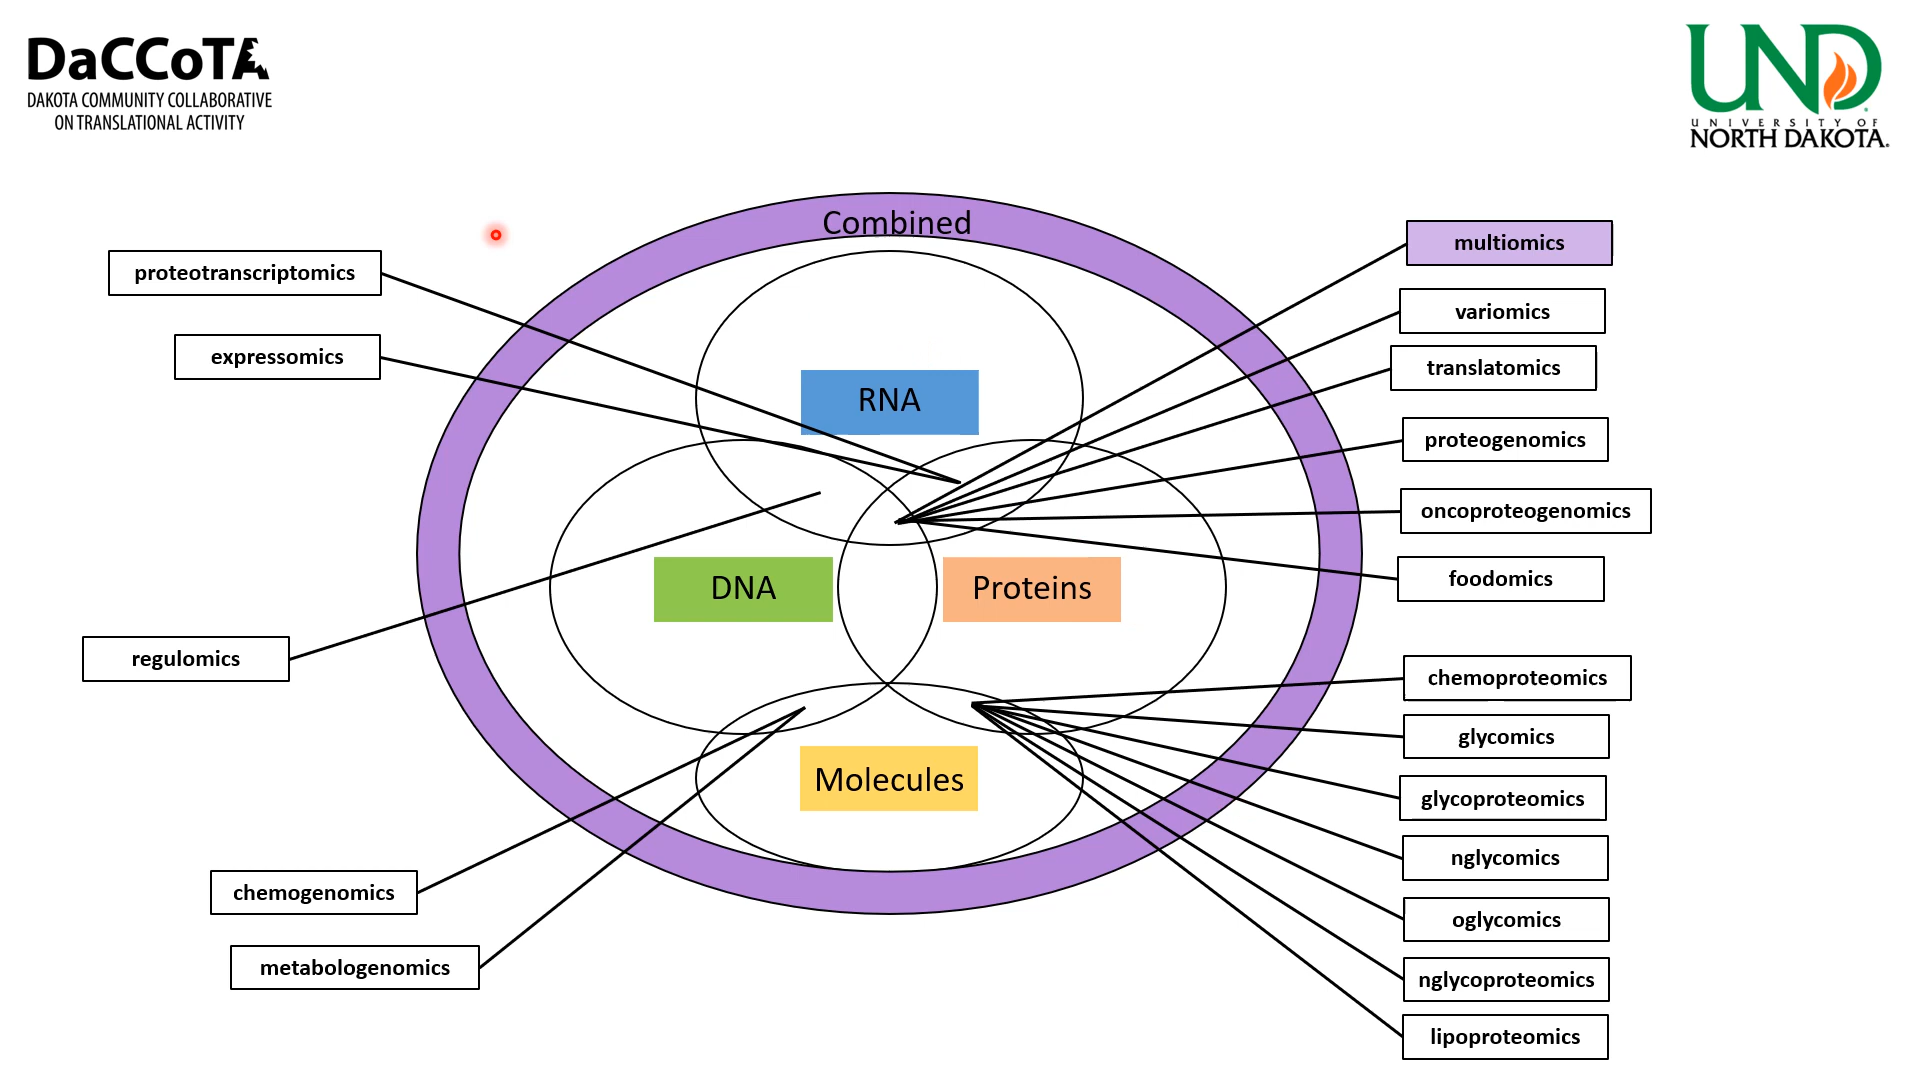 DaCCoTA
DAKOTA COMMUNITY COLLABORATIVE
ON TRANSLATIONAL ACTIVITY
UND
UNIVERSITY OF
NORTH DAKOTA.
Combined
proteotranscriptomics
expressomics
regulomics
chemogenomics
metabologenomics
RNA
DNA
Proteins
Molecules
multiomics
variomics
translatomics
proteogenomics
oncoproteogenomics
foodomics
chemoproteomics
glycomics
glycoproteomics
nglycomics
oglycomics
nglycoproteomics
lipoproteomics